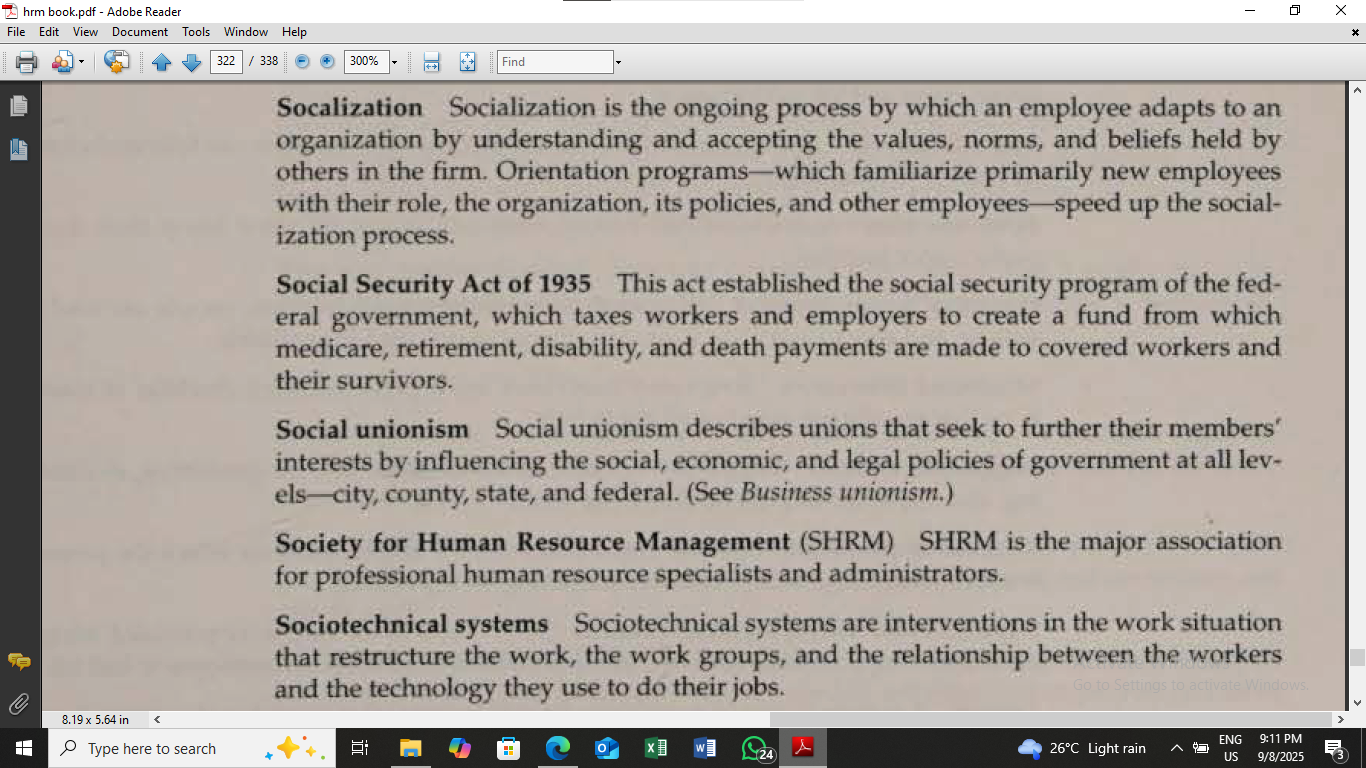 hrm book.pdf - Adobe Reader
File Edit View Document Tools Window Help
322 / 338 300% Find
Socalization Socialization is the ongoing process by which an employee adapts to an
organization by understanding and accepting the values, norms, and beliefs held by
others in the firm. Orientation programs—which familiarize primarily new employees
with their role, the organization, its policies, and other employees—speed up the social-
ization process.
Social Security Act of 1935 This act established the social security program of the fed-
eral government, which taxes workers and employers to create a fund from which
medicare, retirement, disability, and death payments are made to covered workers and
their survivors.
Social unionism Social unionism describes unions that seek to further their members'
interests by influencing the social, economic, and legal policies of government at all lev-
els—city, county, state, and federal. (See Business unionism.)
Society for Human Resource Management (SHRM) SHRM is the major association
for professional human resource specialists and administrators.
Sociotechnical systems Sociotechnical systems are interventions in the work situation
that restructure the work, the work groups, and the relationship between the workers
and the technology they use to do their jobs.
Go to Settings to activate Windows.
8.19 x 5.64 in
Type here to search
24
26°C Light rain
ENG
US
9:11 PM
9/8/2025
3